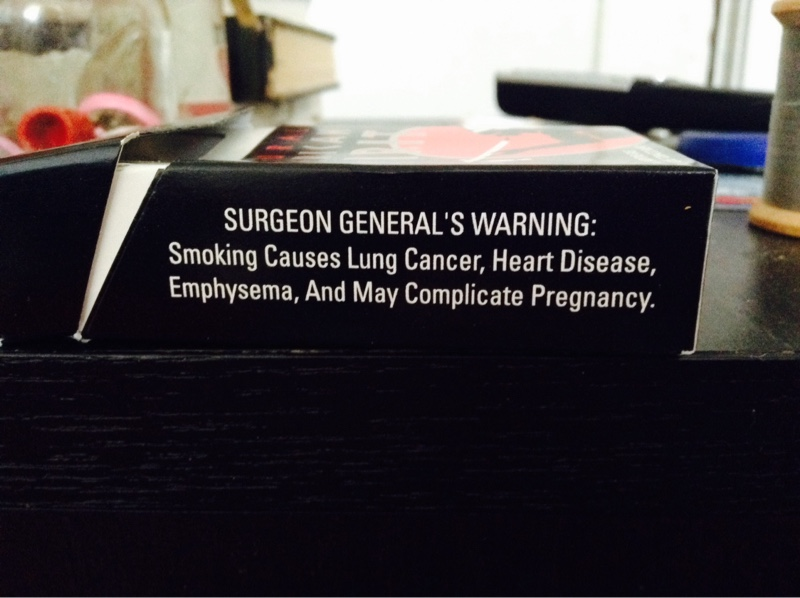 SURGEON GENERAL'S WARNING:
Smoking Causes Lung Cancer, Heart Disease,
Emphysema, And May Complicate Pregnancy.